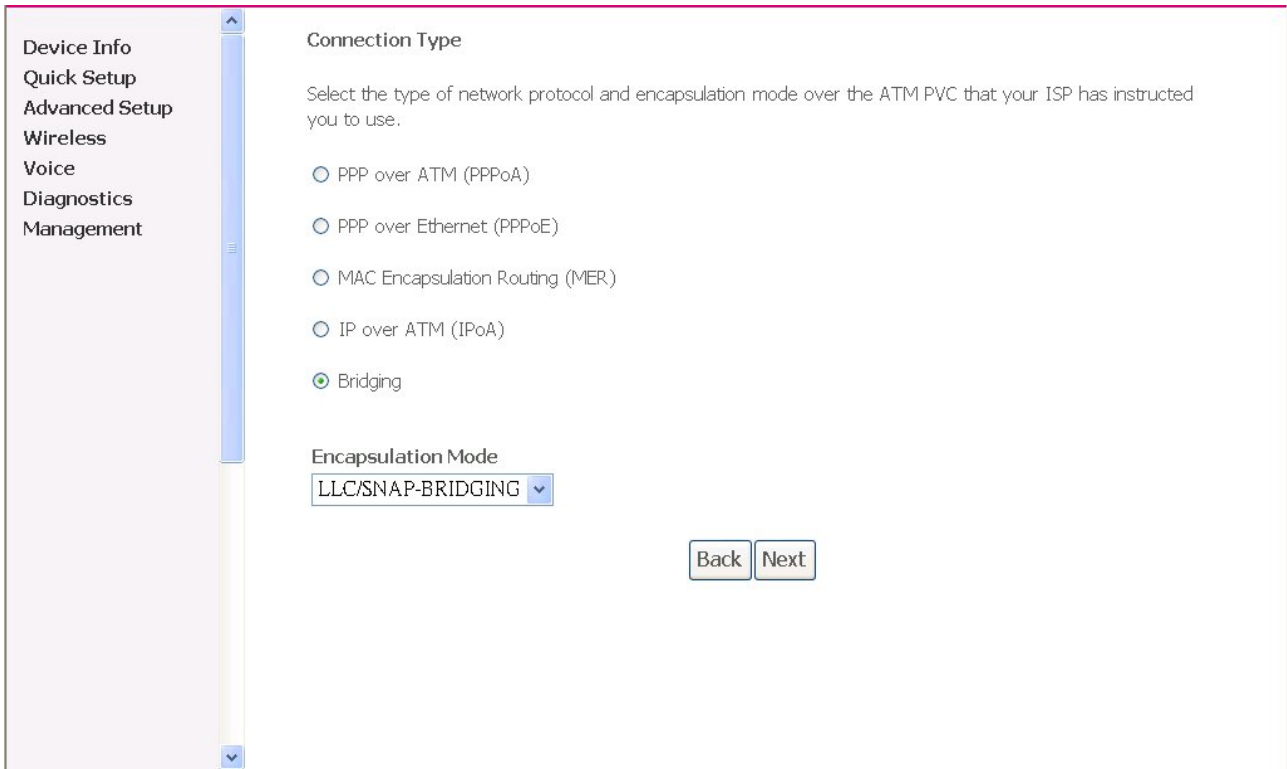 Device Info
Quick Setup
Advanced Setup
Wireless
Voice
Diagnostics
Management
Connection Type
Select the type of network protocol and encapsulation mode over the ATM PVC that your ISP has instructed
you to use.
PPP over ATM (PPPoA)
PPP over Ethernet (PPPoE)
MAC Encapsulation Routing (MER)
IP over ATM (IPoA)
Bridging
Encapsulation Mode
LLC/SNAP-BRIDGING
Back Next